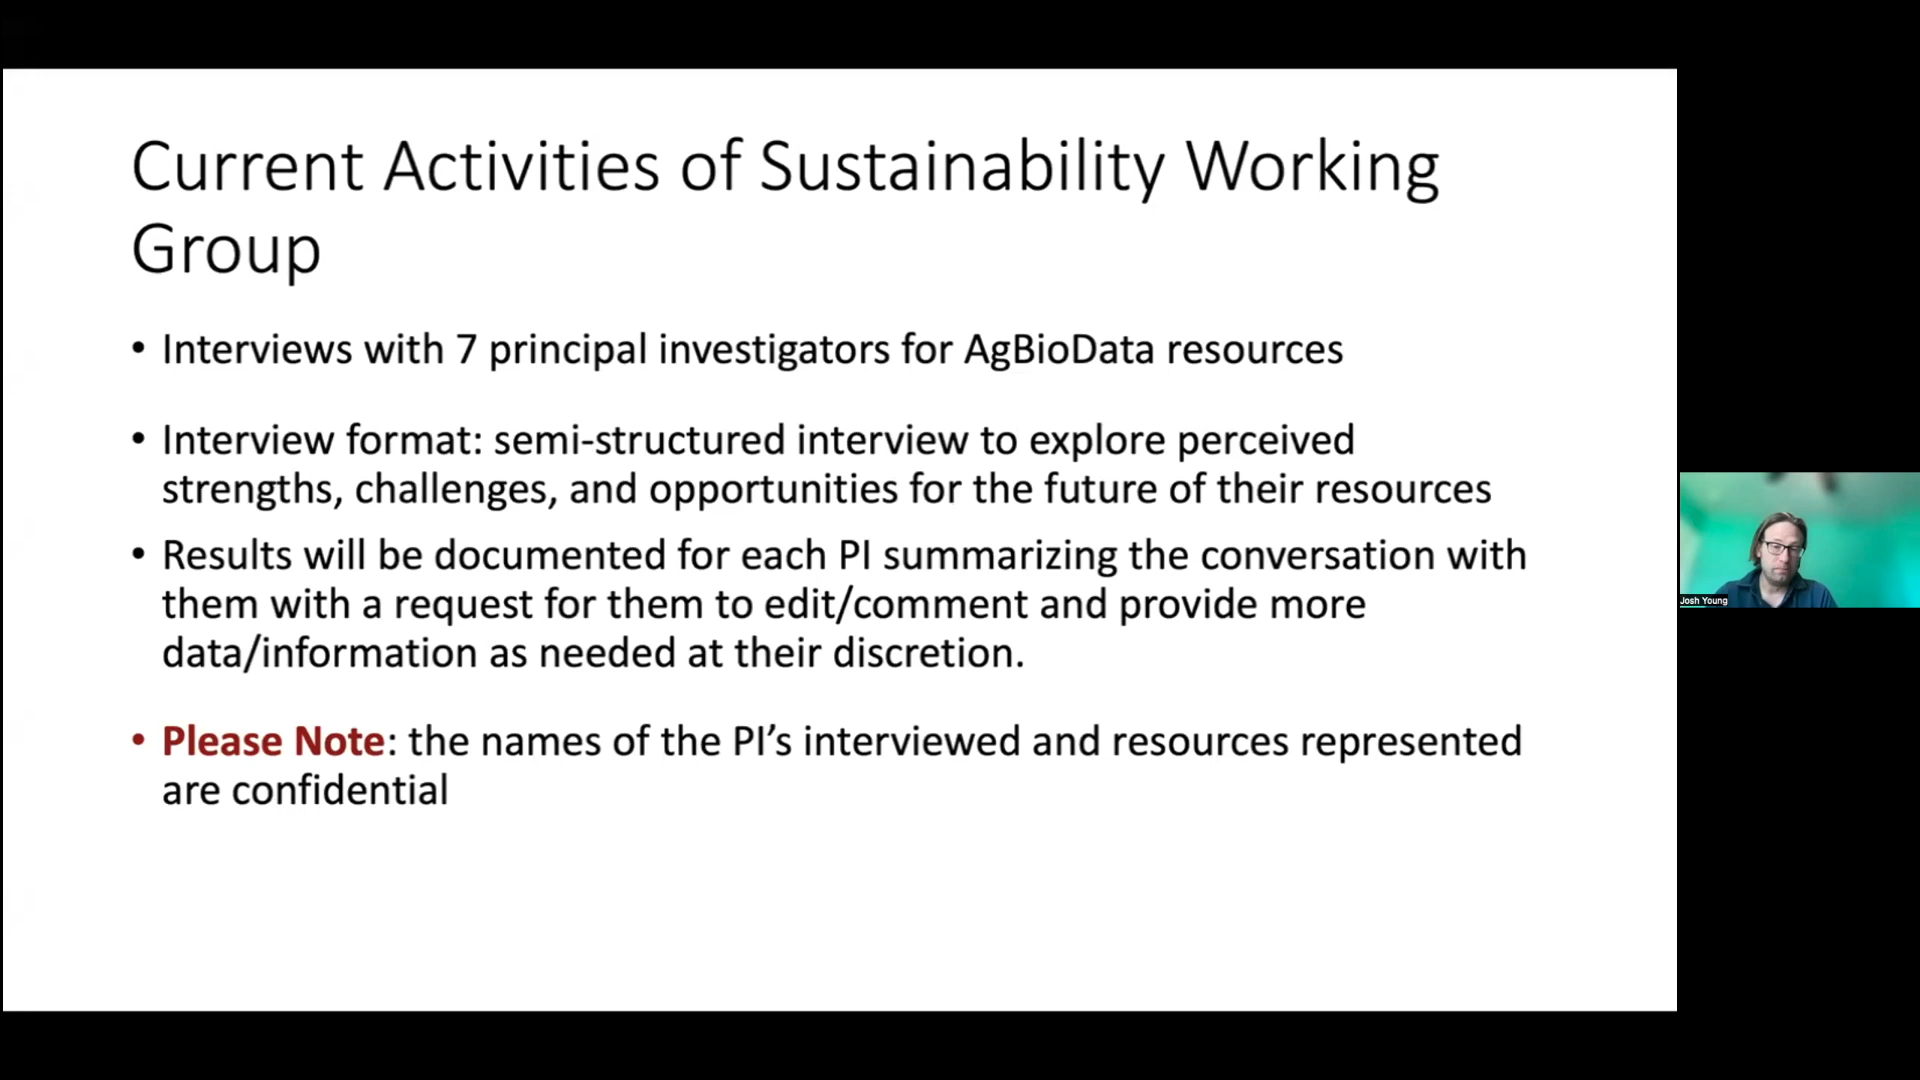 Current Activities of Sustainability Working
Group
• Interviews with 7 principal investigators for AgBioData resources
• Interview format: semi-structured interview to explore perceived
strengths, challenges, and opportunities for the future of their resources
• Results will be documented for each PI summarizing the conversation with
them with a request for them to edit/comment and provide more
data/information as needed at their discretion.
• Please Note: the names of the PI’s interviewed and resources represented
are confidential
Josh Young